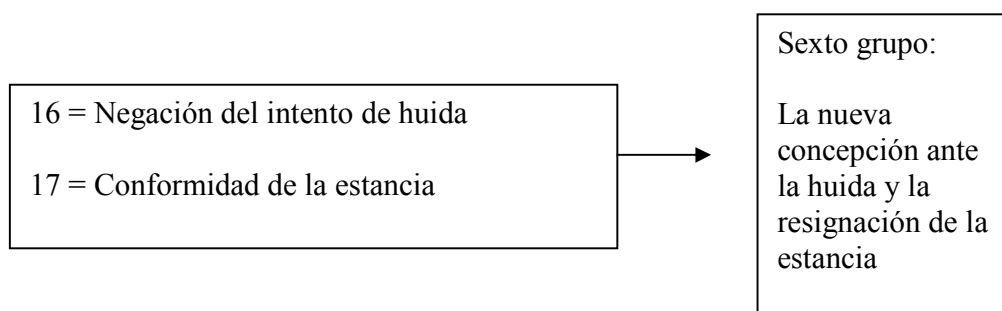 16 = Negación del intento de huida
17 = Conformidad de la estancia
Sexto grupo:
La nueva
concepción ante
la huida y la
resignación de la
estancia